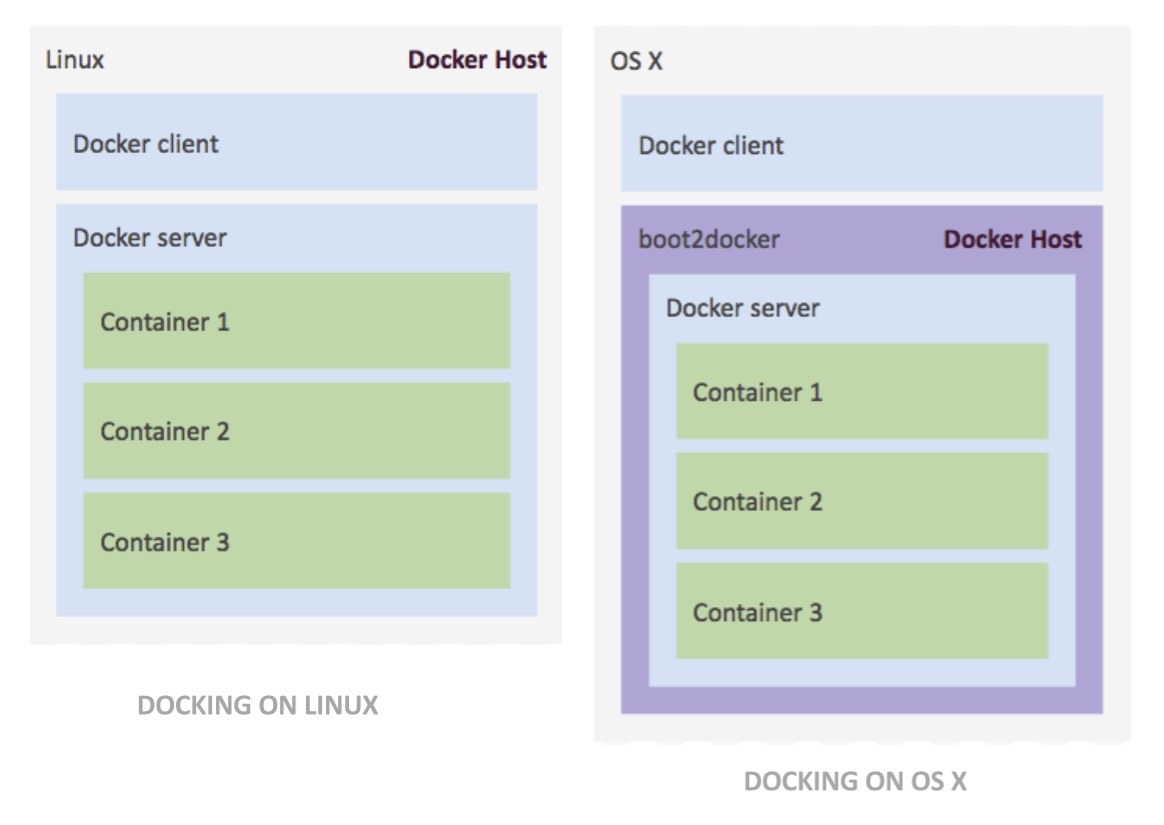 Linux
Docker Host
Docker client
Docker server
Container 1
Container 2
Container 3
DOCKING ON LINUX
OS X
Docker client
boot2docker
Docker Host
Docker server
Container 1
Container 2
Container 3
DOCKING ON OS X